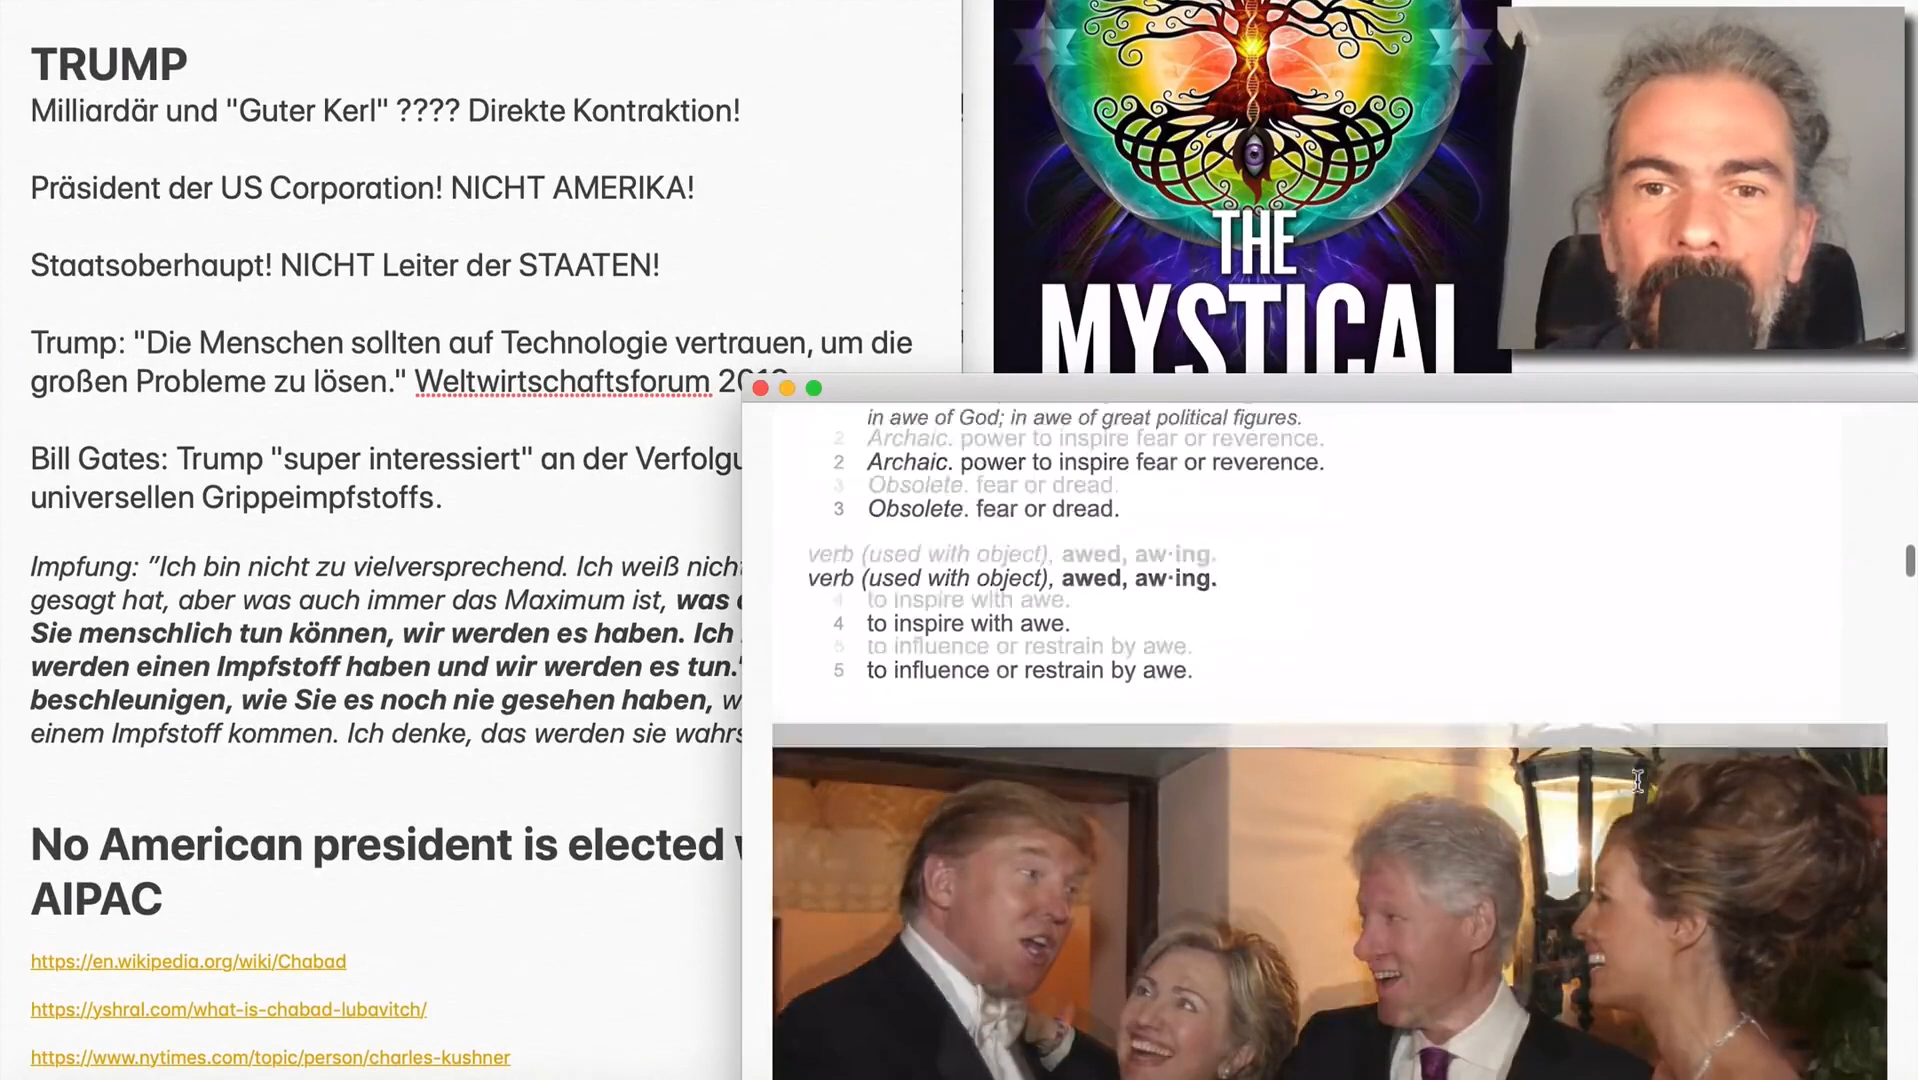 TRUMP
Milliardär und "Guter Kerl" ???? Direkte Kontraktion!
Präsident der US Corporation! NICHT AMERIKA!
Staatsoberhaupt! NICHT Leiter der STAATEN!
Trump: "Die Menschen sollten auf Technologie vertrauen, um die
großen Probleme zu lösen." Weltwirtschaftsforum
Bill Gates: Trump "super interessiert" an der
universellen Grippeimpfstoffs.
Impfung: ”Ich bin nicht zu vielversprechend. Ich weiß
gesagt hat, aber was auch immer das Maximum ist, was
Sie menschlich tun können, wir werden es haben. Ich
werden einen Impfstoff haben und wir werden es tun."
beschleunigen, wie Sie es noch nie gesehen haben,
einem Impfstoff kommen. Ich denke, das werden sie
No American president is elected
AIPAC
https://en.wikipedia.org/wiki/Chabad
https://yshral.com/what-is-chabad-lubavitch/
https://www.nytimes.com/topic/person/charles-kushner
THE
MYSTICAL
in awe of God; in awe of great political figures.
2 Archaic. power to inspire fear or reverence.
2 Archaic. power to inspire fear or reverence.
3 Obsolete. fear or dread.
3 Obsolete. fear or dread.
verb (used with object), awed, aw·ing.
verb (used with object), awed, aw·ing.
to inspire with awe.
4 to inspire with awe.
to influence or restrain by awe.
5 to influence or restrain by awe.